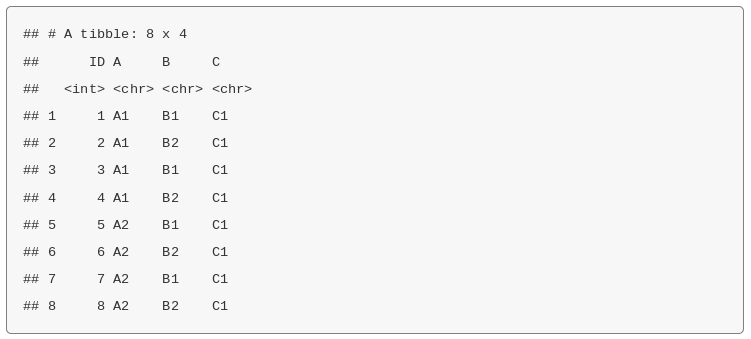 ## # A tibble: 8 x 4
##      ID A     B     C
##   <int> <chr> <chr> <chr>
## 1     1 A1    B1    C1
## 2     2 A1    B2    C1
## 3     3 A1    B1    C1
## 4     4 A1    B2    C1
## 5     5 A2    B1    C1
## 6     6 A2    B2    C1
## 7     7 A2    B1    C1
## 8     8 A2    B2    C1